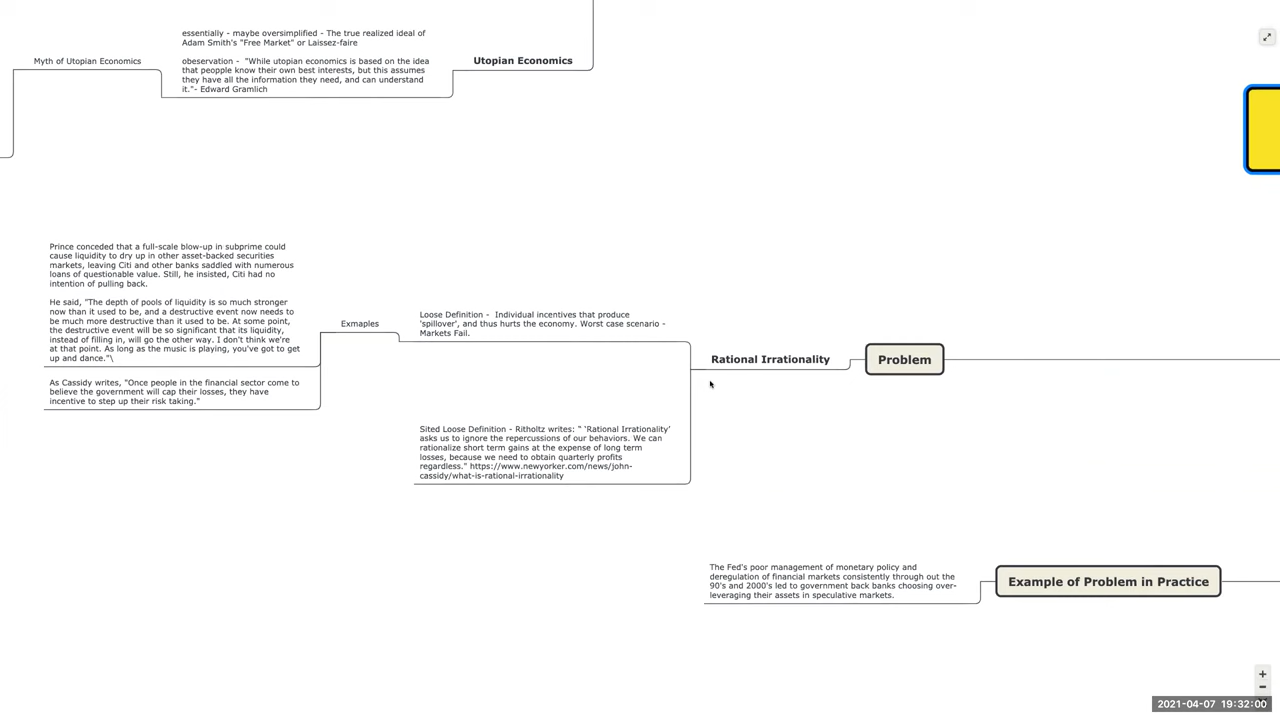 essentially - maybe oversimplified - The true realized ideal of
Adam Smith's "Free Market" or Laissez-faire
Myth of Utopian Economics
obeservation -  "While utopian economics is based on the idea
that peopple know their own best interests, but this assumes
they have all the information they need, and can understand
it."- Edward Gramlich
Utopian Economics
Prince conceded that a full-scale blow-up in subprime could
cause liquidity to dry up in other asset-backed securities
markets, leaving Citi and other banks saddled with numerous
loans of questionable value. Still, he insisted, Citi had no
intention of pulling back.
He said, "The depth of pools of liquidity is so much stronger
now than it used to be, and a destructive event now needs to
be much more destructive than it used to be. At some point,
the destructive event will be so significant that its liquidity,
instead of filling in, will go the other way. I don't think we're
at that point. As long as the music is playing, you've got to get
up and dance."\
As Cassidy writes, "Once people in the financial sector come to
believe the government will cap their losses, they have
incentive to step up their risk taking."
Exmaples
Loose Definition -  Individual incentives that produce
'spillover', and thus hurts the economy. Worst case scenario -
Markets Fail.
Rational Irrationality
Problem
Sited Loose Definition - Ritholtz writes: " 'Rational Irrationality'
asks us to ignore the repercussions of our behaviors. We can
rationalize short term gains at the expense of long term
losses, because we need to obtain quarterly profits
regardless." https://www.newyorker.com/news/john-
cassidy/what-is-rational-irrationality
The Fed's poor management of monetary policy and
deregulation of financial markets consistently through out the
90's and 2000's led to government back banks choosing over-
leveraging their assets in speculative markets.
Example of Problem in Practice
2021-04-07 19:32:00